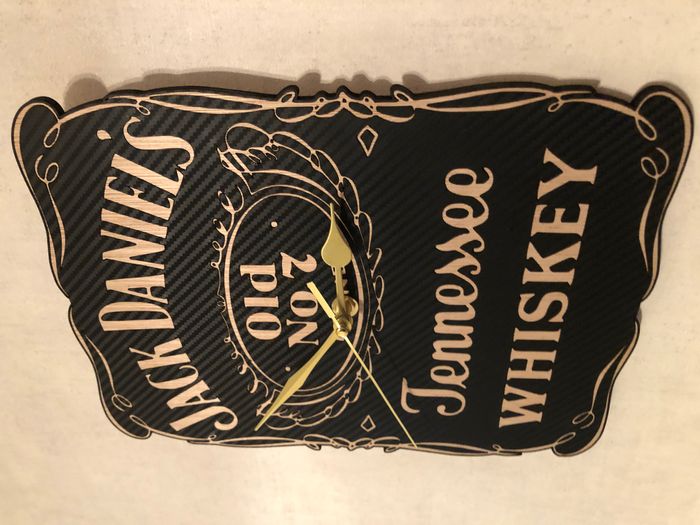 JACK DANIEL'S
OLD
NO 7
Tennessee
WHISKEY